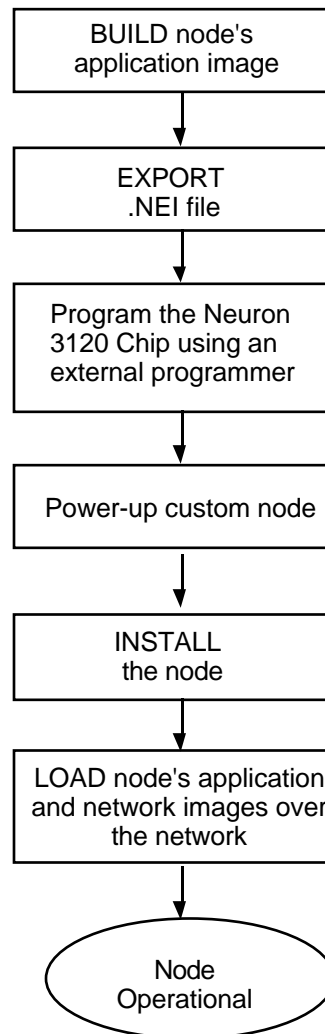 BUILD node's
application image
EXPORT
.NEI file
Program the Neuron
3120 Chip using an
external programmer
Power-up custom node
INSTALL
the node
LOAD node's application
and network images over
the network
Node
Operational